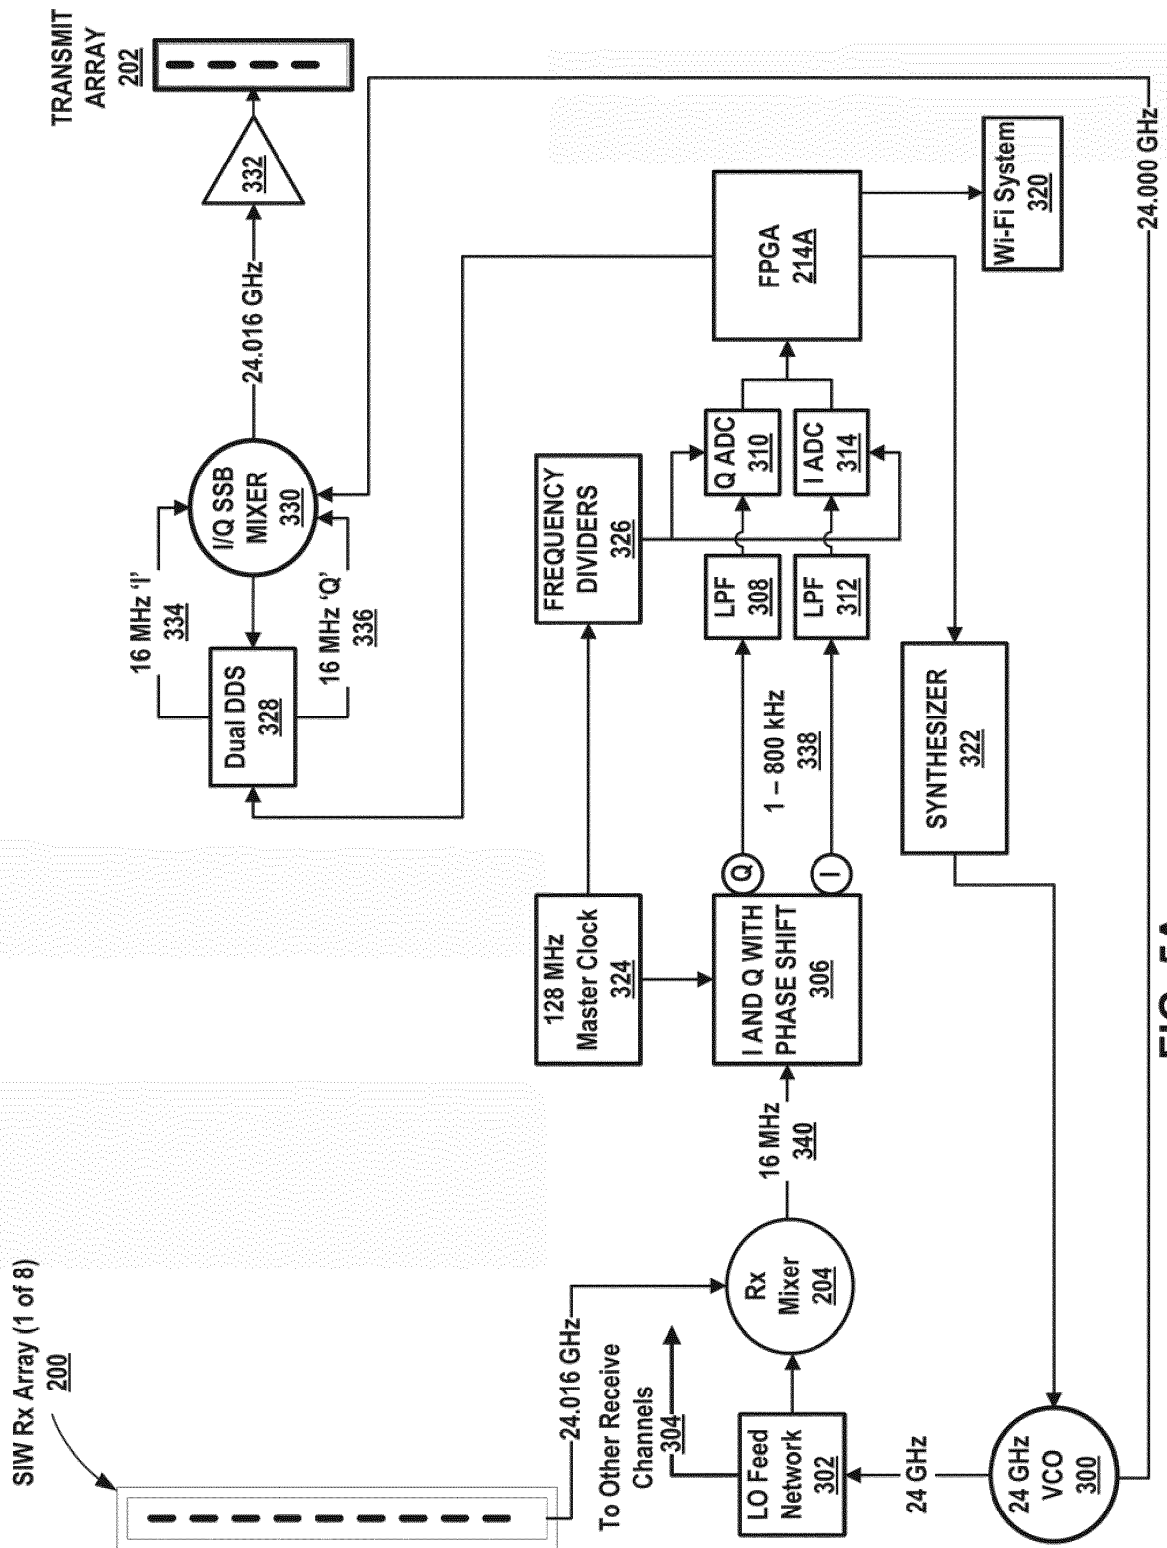 SIW Rx Array (1 of 8)
200
24.016 GHz
To Other Receive
Channels
304
LO Feed
Network
302
24 GHz
24 GHz
VCO
300
Rx
Mixer
204
16 MHz
340
128 MHz
Master Clock
324
I AND Q WITH
PHASE SHIFT
306
Q
I
1 – 800 kHz
338
FREQUENCY
DIVIDERS
326
LPF
308
LPF
312
Q ADC
310
I ADC
314
FPGA
214A
Wi-Fi System
320
SYNTHESIZER
322
Dual DDS
328
16 MHz 'I'
334
16 MHz 'Q'
336
I/Q SSB
MIXER
330
24.016 GHz
332
TRANSMIT
ARRAY
202
24.000 GHz